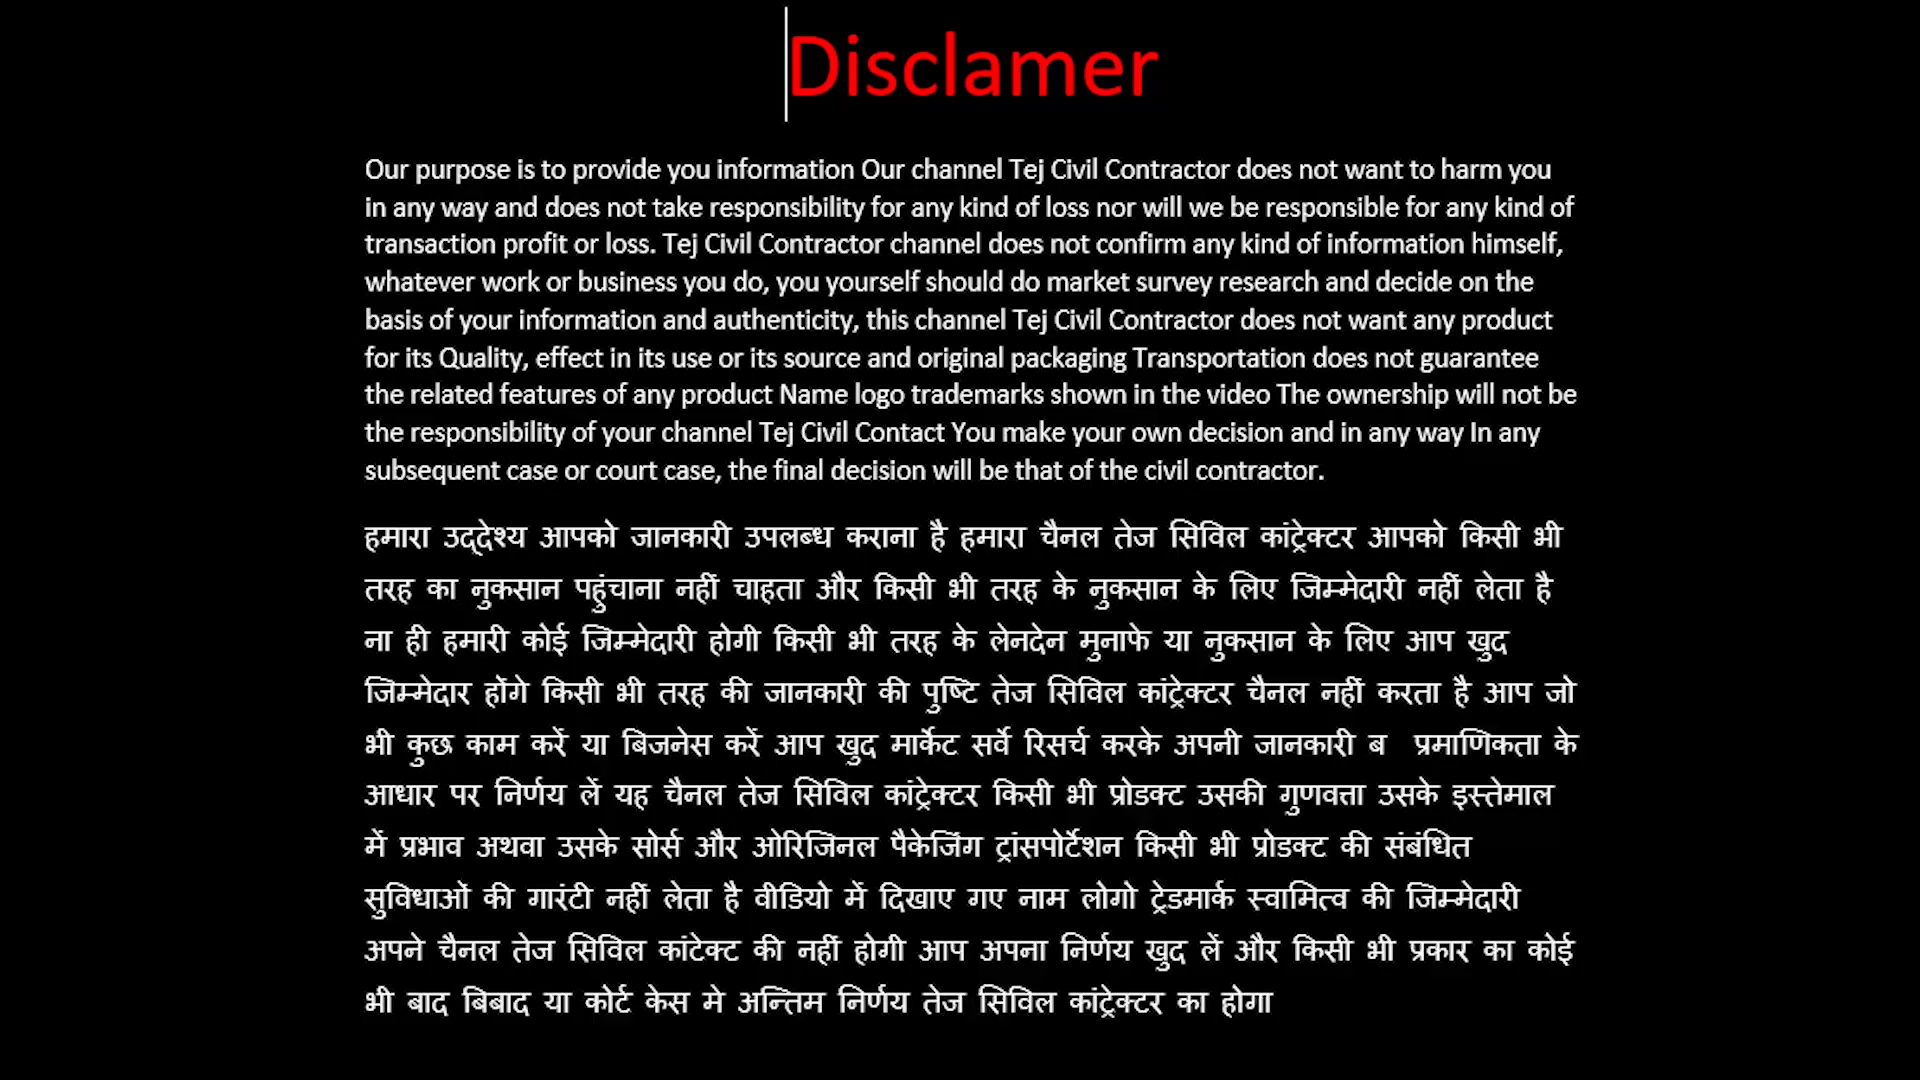 Disclamer
Our purpose is to provide you information Our channel Tej Civil Contractor does not want to harm you
in any way and does not take responsibility for any kind of loss nor will we be responsible for any kind of
transaction profit or loss. Tej Civil Contractor channel does not confirm any kind of information himself,
whatever work or business you do, you yourself should do market survey research and decide on the
basis of your information and authenticity, this channel Tej Civil Contractor does not want any product
for its Quality, effect in its use or its source and original packaging Transportation does not guarantee
the related features of any product Name logo trademarks shown in the video The ownership will not be
the responsibility of your channel Tej Civil Contact You make your own decision and in any way In any
subsequent case or court case, the final decision will be that of the civil contractor.
हमारा उद्देश्य आपको जानकारी उपलब्ध कराना है हमारा चैनल तेज सिविल कांट्रेक्टर आपको किसी भी
तरह का नुकसान पहुंचाना नहीं चाहता और किसी भी तरह के नुकसान के लिए जिम्मेदारी नहीं लेता है
ना ही हमारी कोई जिम्मेदारी होगी किसी भी तरह के लेनदेन मुनाफे या नुकसान के लिए आप खुद
जिम्मेदार होंगे किसी भी तरह की जानकारी की पुष्टि तेज सिविल कांट्रेक्टर चैनल नहीं करता है आप जो
भी कुछ काम करें या बिजनेस करें आप खुद मार्केट सर्वे रिसर्च करके अपनी जानकारी ब प्रमाणिकता के
आधार पर निर्णय लें यह चैनल तेज सिविल कांट्रेक्टर किसी भी प्रोडक्ट उसकी गुणवत्ता उसके इस्तेमाल
में प्रभाव अथवा उसके सोर्स और ओरिजिनल पैकेजिंग ट्रांसपोर्टेशन किसी भी प्रोडक्ट की संबंधित
सुविधाओं की गारंटी नहीं लेता है वीडियो में दिखाए गए नाम लोगो ट्रेडमार्क स्वामित्व की जिम्मेदारी
अपने चैनल तेज सिविल कांटेक्ट की नहीं होगी आप अपना निर्णय खुद लें और किसी भी प्रकार का कोई
भी बाद बिबाद या कोर्ट केस मे अन्तिम निर्णय तेज सिविल कांट्रेक्टर का होगा